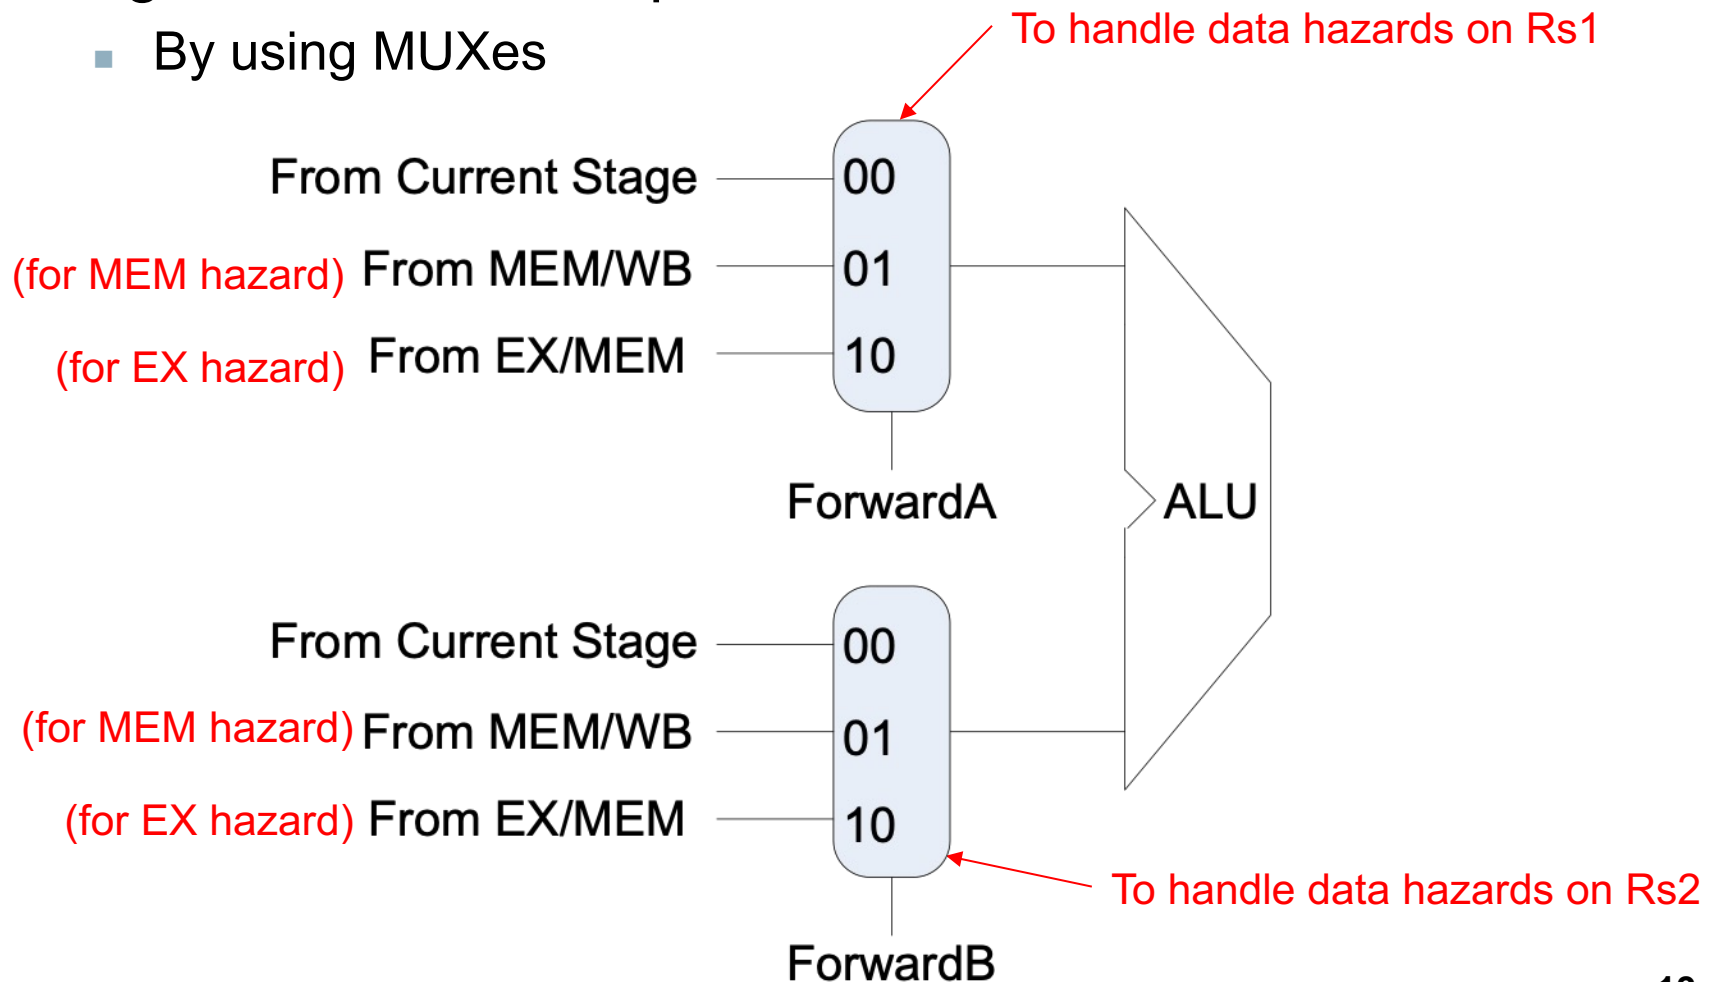 To handle data hazards on Rs1
By using MUXes
From Current Stage 00
(for MEM hazard) From MEM/WB 01
(for EX hazard) From EX/MEM 10
ForwardA
ALU
From Current Stage 00
(for MEM hazard) From MEM/WB 01
(for EX hazard) From EX/MEM 10
To handle data hazards on Rs2
ForwardB